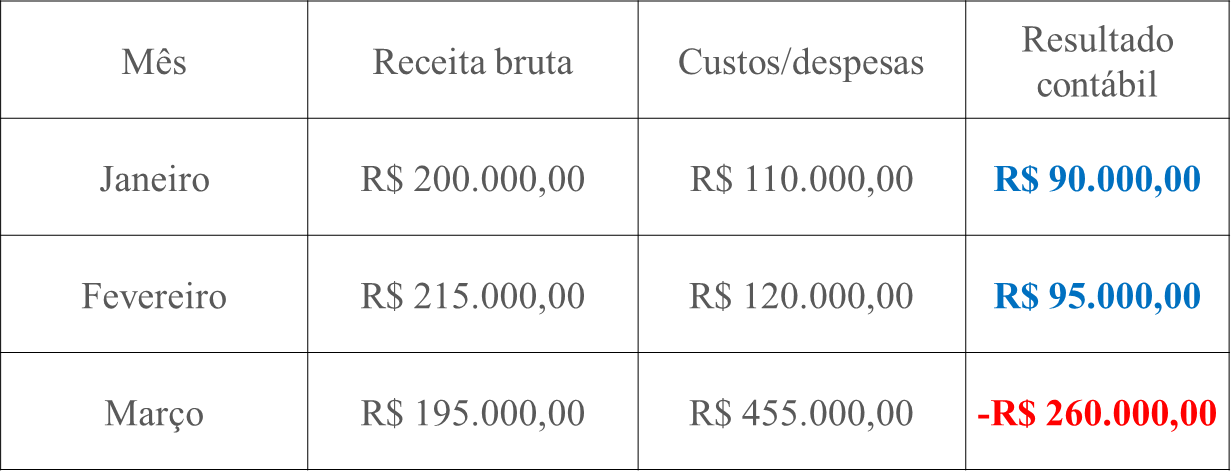 Mês Receita bruta Custos/despesas Resultado
contábil
Janeiro R$ 200.000,00 R$ 110.000,00 R$ 90.000,00
Fevereiro R$ 215.000,00 R$ 120.000,00 R$ 95.000,00
Março R$ 195.000,00 R$ 455.000,00 -R$ 260.000,00